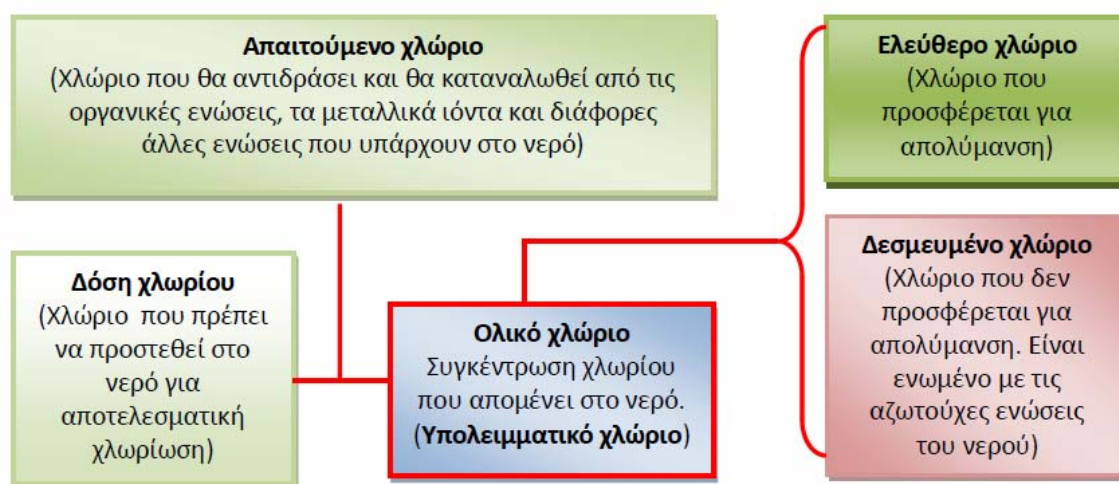 Απαιτούμενο χλώριο
(Χλώριο που θα αντιδράσει και θα καταναλωθεί από τις
οργανικές ενώσεις, τα μεταλλικά ιόντα και διάφορες
άλλες ενώσεις που υπάρχουν στο νερό)
Ελεύθερο χλώριο
(Χλώριο που
προσφέρεται για
απολύμανση)
Δόση χλωρίου
(Χλώριο που πρέπει
να προστεθεί στο
νερό για
αποτελεσματική
χλωρίωση)
Ολικό χλώριο
Συγκέντρωση χλωρίου
που απομένει στο νερό.
(Υπολειμματικό χλώριο)
Δεσμευμένο χλώριο
(Χλώριο που δεν
προσφέρεται για
απολύμανση. Είναι
ενωμένο με τις
αζωτούχες ενώσεις
του νερού)